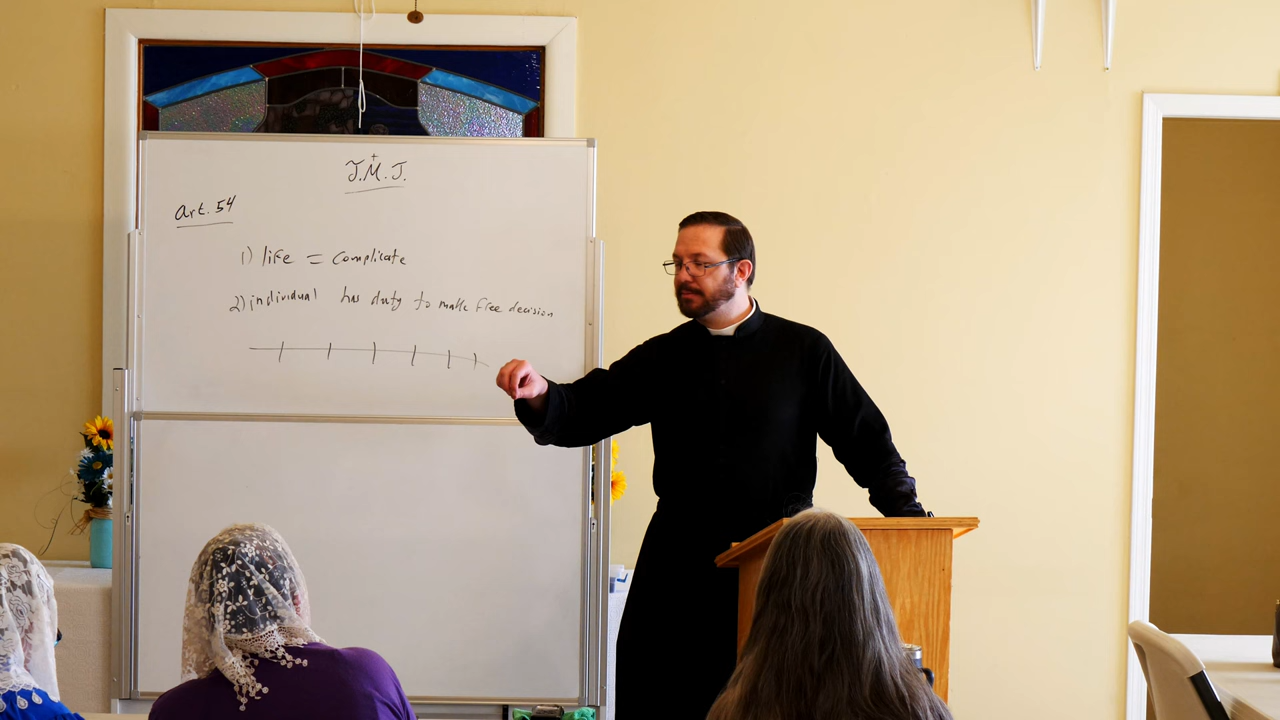 J.M.J.
Art. 54
1) life = complicate
2) individual has duty to make free decision